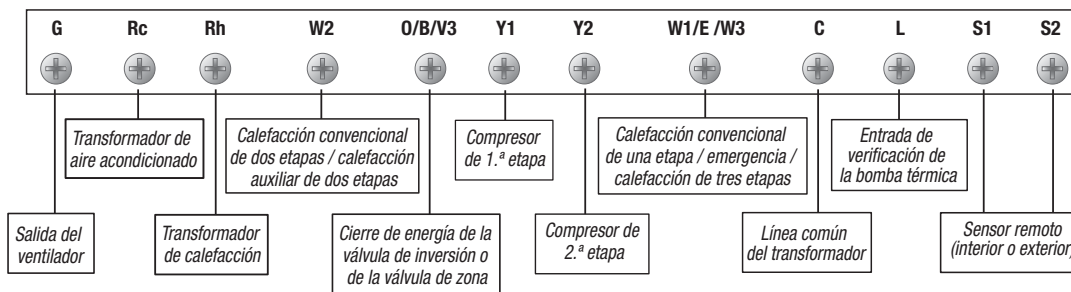 G Rc Rh W2 O/B/V3 Y1 Y2 W1/E /W3 C L S1 S2
Transformador de
aire acondicionado
Calefacción convencional
de dos etapas / calefacción
auxiliar de dos etapas
Compresor
de 1.ª etapa
Calefacción convencional
de una etapa / emergencia /
calefacción de tres etapas
Entrada de
verificación de
la bomba térmica
Salida del
ventilador
Transformador
de calefacción
Cierre de energía de la
válvula de inversión o
de la válvula de zona
Compresor de
2.ª etapa
Línea común
del transformador
Sensor remoto
(interior o exterior)